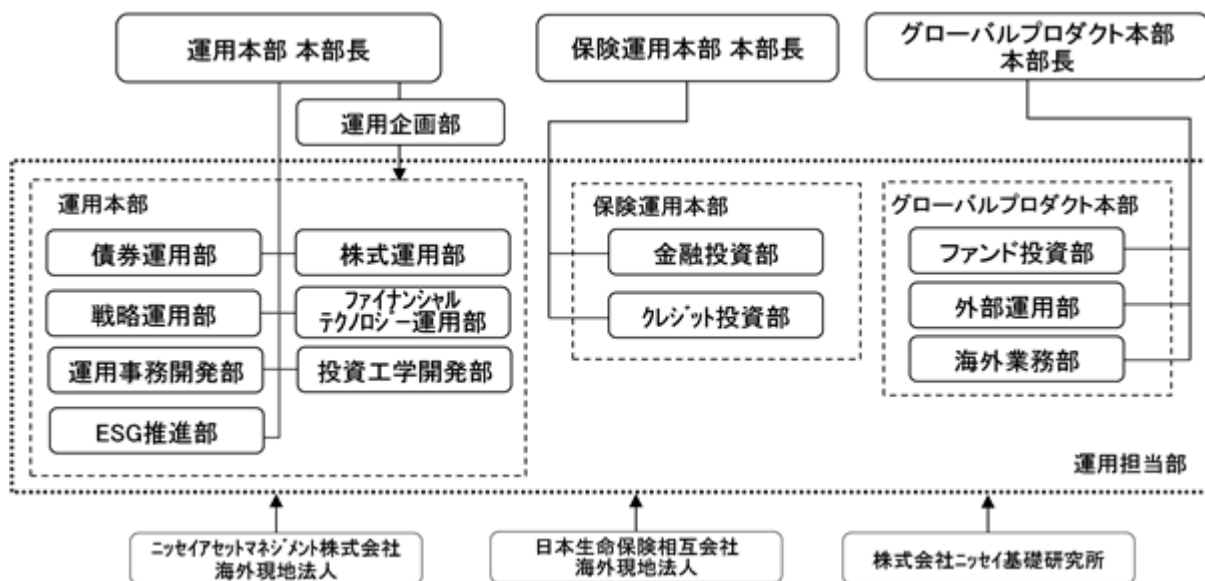 運用本部 本部長
保険運用本部 本部長
グローバルプロダクト本部
本部長
運用企画部
運用本部
債券運用部
株式運用部
戦略運用部
ファイナンシャル
テクノロジー運用部
運用事務開発部
投資工学開発部
ESG推進部
保険運用本部
金融投資部
クレジット投資部
グローバルプロダクト本部
ファンド投資部
外部運用部
海外業務部
運用担当部
ニッセイアセットマネジメント株式会社
海外現地法人
日本生命保険相互会社
海外現地法人
株式会社ニッセイ基礎研究所